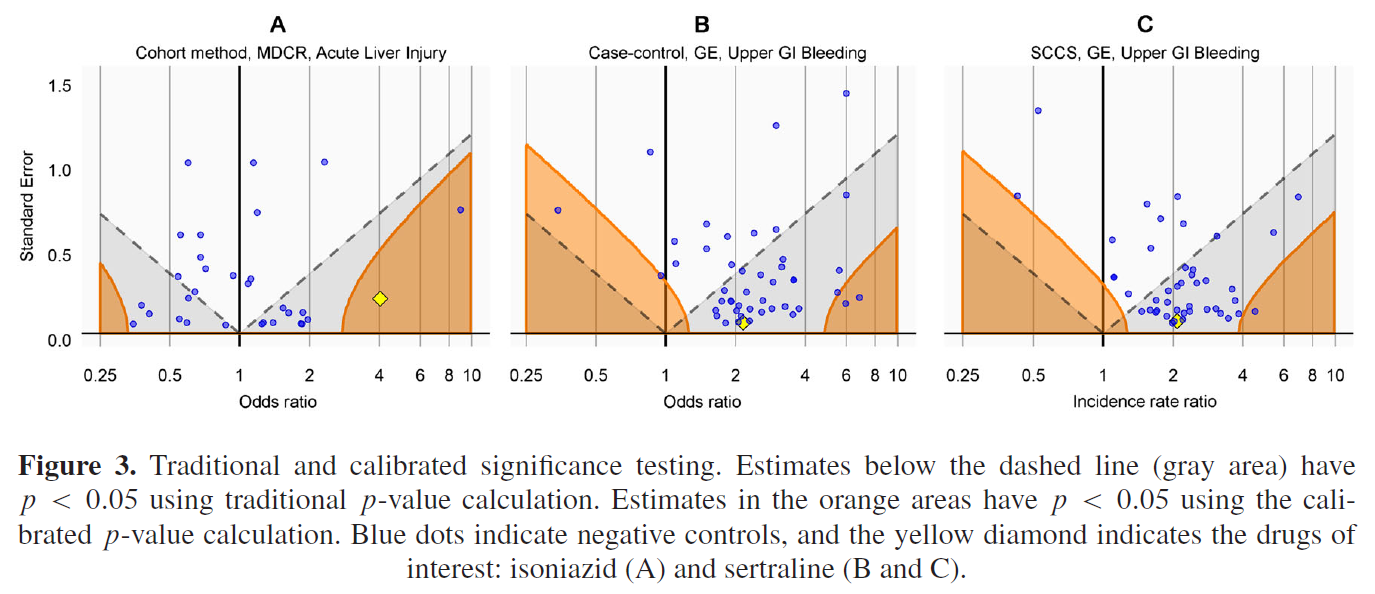 A
B
C
Cohort method, MDCR, Acute Liver Injury
Case-control, GE, Upper GI Bleeding
SCCS, GE, Upper GI Bleeding
Standard Error
1.5
1.0
0.5
0.0
0.25 0.5 1 2 4 6 8 10
0.25 0.5 1 2 4 6 8 10
0.25 0.5 1 2 4 6 8 10
Odds ratio
Odds ratio
Incidence rate ratio
Figure 3. Traditional and calibrated significance testing. Estimates below the dashed line (gray area) have
p < 0.05 using traditional p-value calculation. Estimates in the orange areas have p < 0.05 using the cali-
brated p-value calculation. Blue dots indicate negative controls, and the yellow diamond indicates the drugs of
interest: isoniazid (A) and sertraline (B and C).